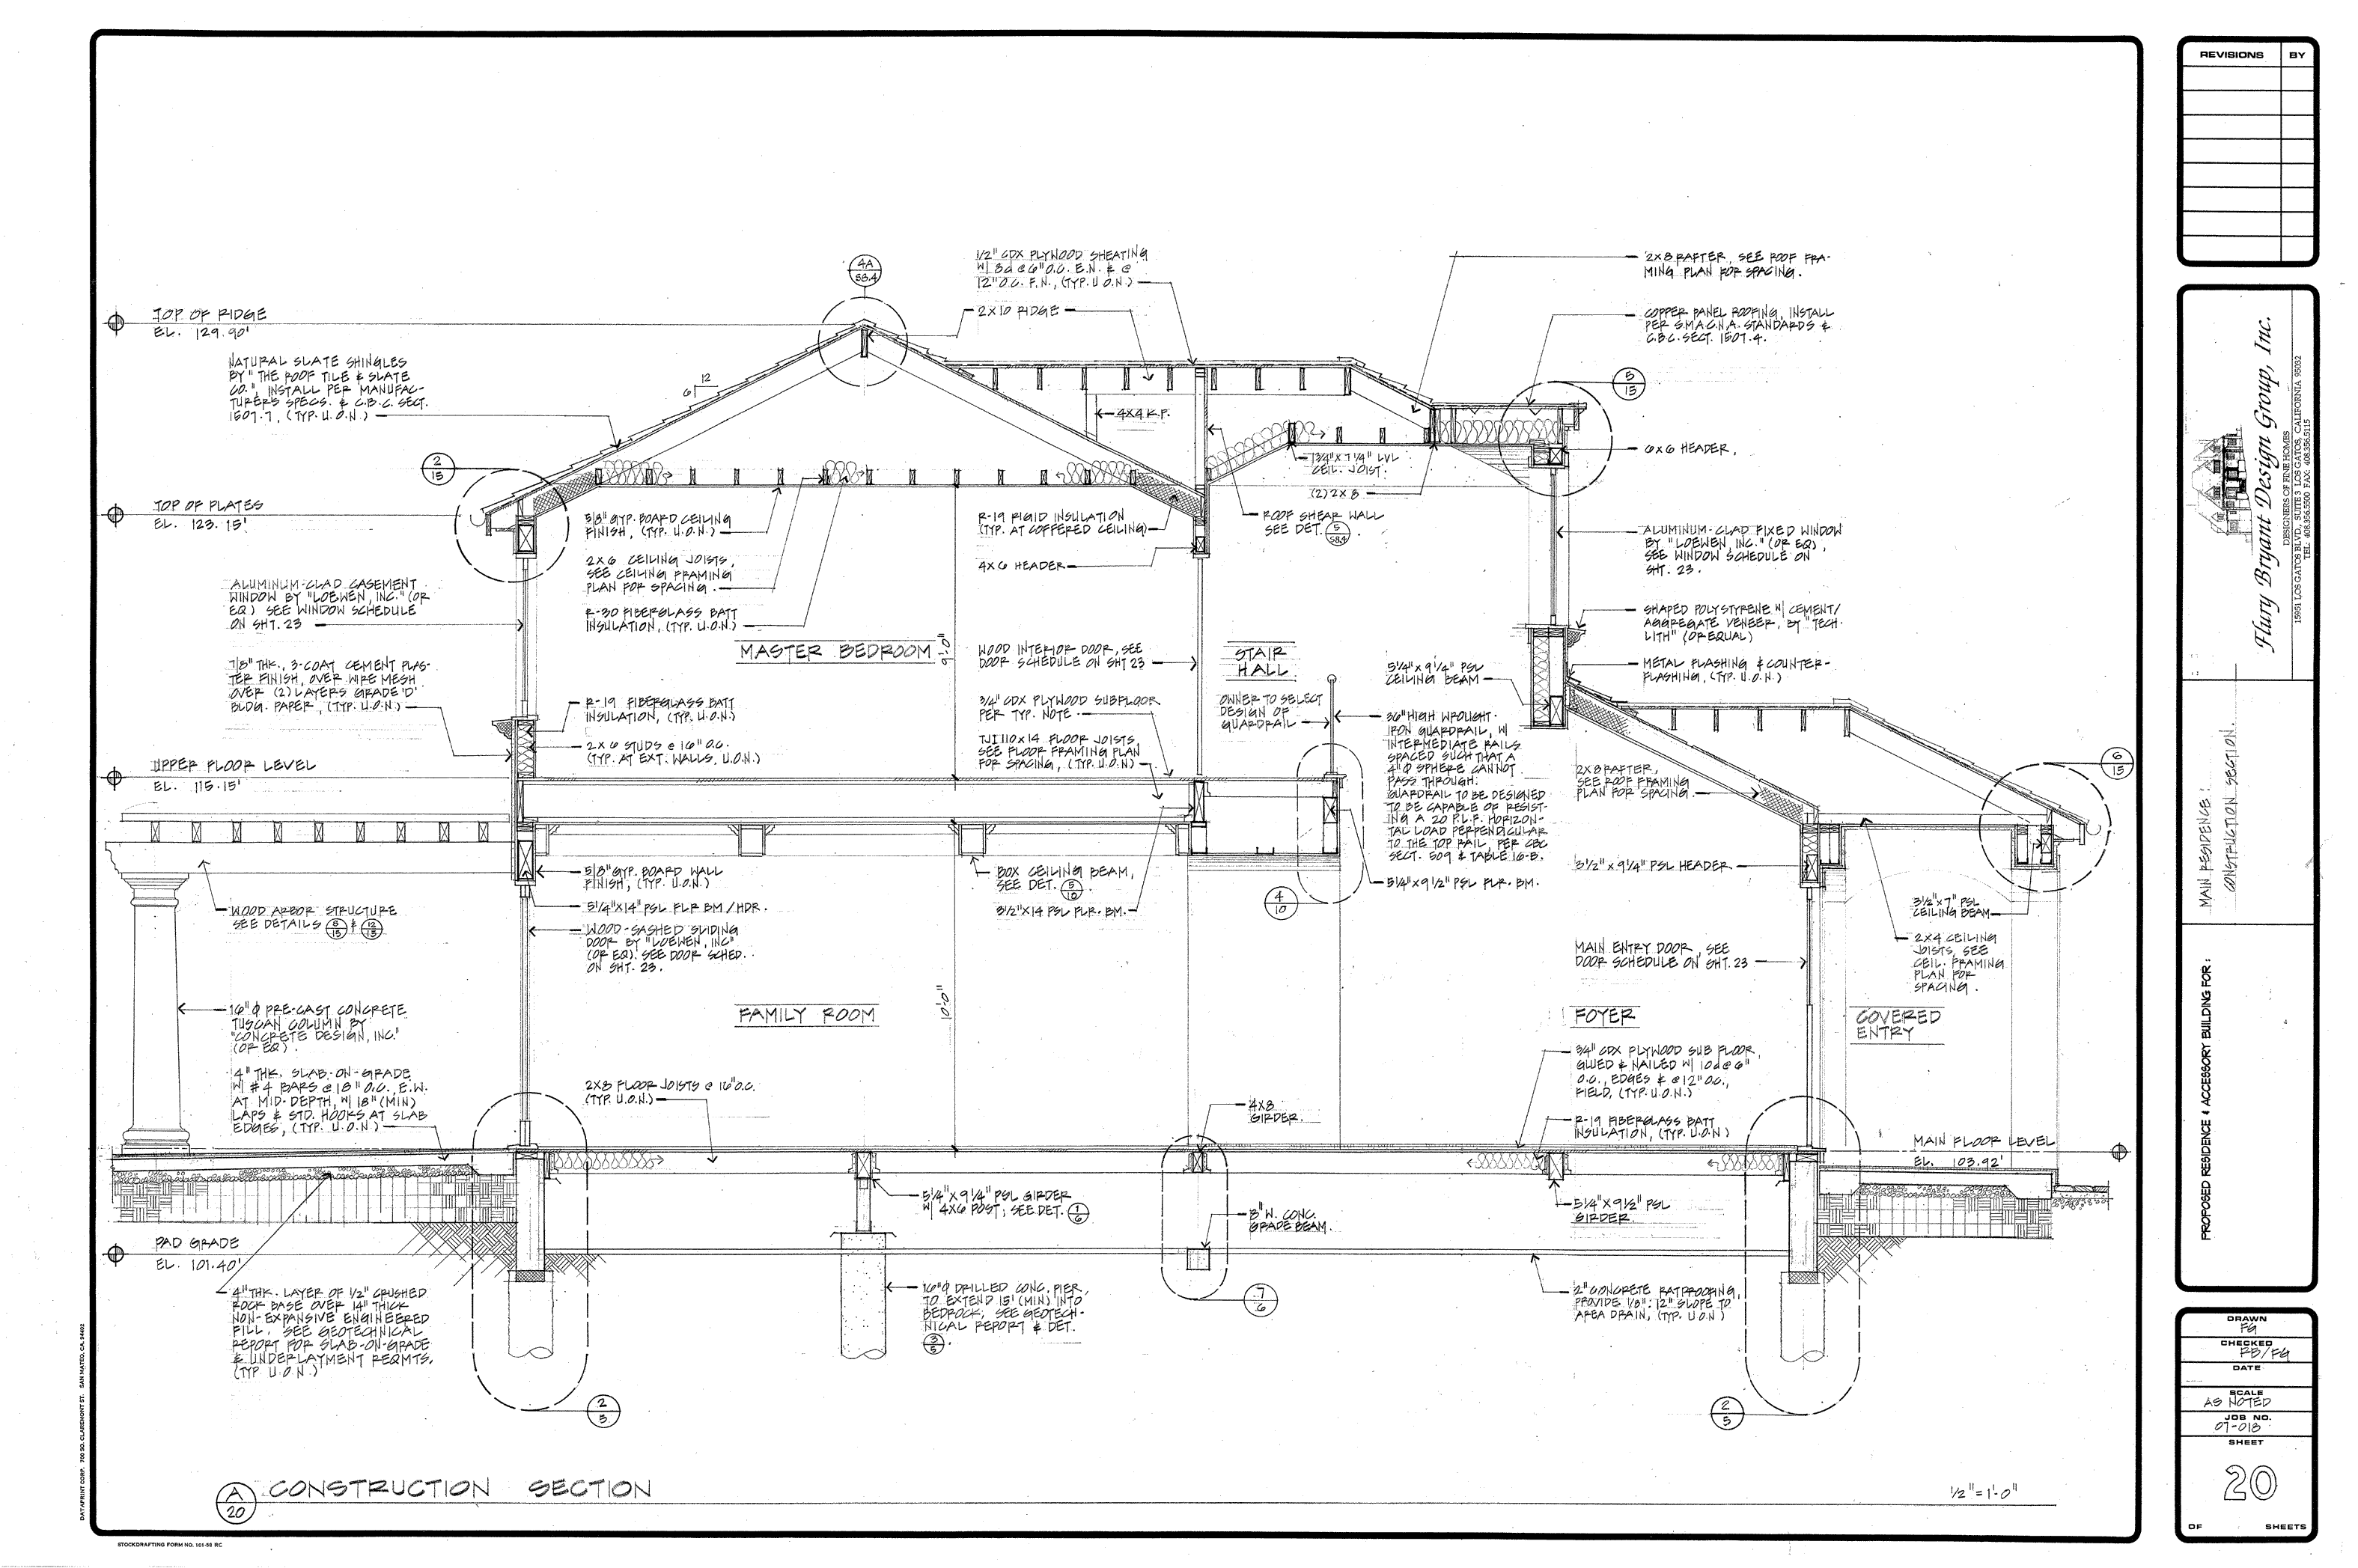 TOP OF RIDGE
EL. 129.90'
NATURAL SLATE SHINGLES
BY "THE ROOF TILE & SLATE
CO.", INSTALL PER MANUFAC-
TURERS SPECS. & C.B.C. SECT.
1507.7, (TYP. U.O.N.)
TOP OF PLATES
EL. 123.15'
ALUMINUM-CLAD CASEMENT
WINDOW BY "LOEWEN, INC." (OR
EQ.) SEE WINDOW SCHEDULE
ON SHT. 23
7/8" THK., 3-COAT CEMENT PLAS-
TER FINISH, OVER WIRE MESH
OVER (2) LAYERS GRADE 'D'
BLDG. PAPER, (TYP. U.O.N.)
UPPER FLOOR LEVEL
EL. 115.15'
WOOD ARBOR STRUCTURE
SEE DETAILS 8/15 & 12/15
16" Φ PRE-CAST CONCRETE
TUSCAN COLUMN BY
"CONCRETE DESIGN, INC."
(OR EQ.)
4" THK. SLAB-ON-GRADE
W/ #4 BARS @ 18" O.C., E.W.
AT MID-DEPTH, W/ 18" (MIN)
LAPS & STD. HOOKS AT SLAB
EDGES, (TYP. U.O.N.)
PAD GRADE
EL. 101.40'
4" THK. LAYER OF 1/2" CRUSHED
ROCK BASE OVER 14" THICK
NON-EXPANSIVE ENGINEERED
FILL. SEE GEOTECHNICAL
REPORT FOR SLAB-ON-GRADE
& UNDERLAYMENT REQMTS.
(TYP. U.O.N.)
4A
S8.4
12
6
2
15
1/2" CDX PLYWOOD SHEATING
W/ 8d @ 6" O.C. E.N. & @
12" O.C. F.N., (TYP. U.O.N.)
2X10 RIDGE
4X4 K.P.
1 3/4" X 7 1/4" LVL
CEIL. JOIST.
(2) 2X8
ROOF SHEAR WALL
SEE DET. 5/S8.4
5/8" GYP. BOARD CEILING
FINISH, (TYP. U.O.N.)
2X6 CEILING JOISTS,
SEE CEILING FRAMING
PLAN FOR SPACING.
R-30 FIBERGLASS BATT
INSULATION, (TYP. U.O.N.)
R-19 RIGID INSULATION
(TYP. AT COFFERED CEILING)
4X6 HEADER
MASTER BEDROOM
9'-0"
WOOD INTERIOR DOOR, SEE
DOOR SCHEDULE ON SHT 23
STAIR
HALL
R-19 FIBERGLASS BATT
INSULATION, (TYP. U.O.N.)
2X6 STUDS @ 16" O.C.
(TYP. AT EXT. WALLS, U.O.N.)
3/4" CDX PLYWOOD SUBFLOOR
PER TYP. NOTE
TJI 110X14 FLOOR JOISTS,
SEE FLOOR FRAMING PLAN
FOR SPACING, (TYP. U.O.N.)
OWNER TO SELECT
DESIGN OF
GUARDRAIL
5 1/4" X 9 1/4" PSL
CEILING BEAM
36" HIGH WROUGHT-
IRON GUARDRAIL, W/
INTERMEDIATE RAILS
SPACED SUCH THAT A
4" Φ SPHERE CANNOT
PASS THROUGH.
GUARDRAIL TO BE DESIGNED
TO BE CAPABLE OF RESIST-
ING A 20 P.L.F. HORIZON-
TAL LOAD PERPENDICULAR
TO THE TOP RAIL, PER CBC
SECT. 509 & TABLE 16-B.
5 1/4" X 9 1/2" PSL FLR. BM.
4
10
2X8 RAFTER, SEE ROOF FRA-
MING PLAN FOR SPACING.
COPPER PANEL ROOFING, INSTALL
PER S.M.A.C.N.A. STANDARDS &
C.B.C. SECT. 1507.4.
5
15
6X6 HEADER,
ALUMINUM-CLAD FIXED WINDOW
BY "LOEWEN, INC." (OR EQ),
SEE WINDOW SCHEDULE ON
SHT. 23.
SHAPED POLYSTYRENE W/ CEMENT/
AGGREGATE VENEER, BY "TECH-
LITH" (OR EQUAL)
METAL FLASHING & COUNTER-
FLASHING, (TYP. U.O.N.)
2X8 RAFTER,
SEE ROOF FRAMING
PLAN FOR SPACING.
6
15
3 1/2" X 9 1/4" PSL HEADER
3 1/2" X 7" PSL
CEILING BEAM
2X4 CEILING
JOISTS, SEE
CEIL. FRAMING
PLAN FOR
SPACING.
5/8" GYP. BOARD WALL
FINISH, (TYP. U.O.N.)
5 1/4" X 14" PSL FLR BM/HDR.
WOOD-SASHED SLIDING
DOOR BY "LOEWEN, INC"
(OR EQ). SEE DOOR SCHED.
ON SHT. 23.
BOX CEILING BEAM,
SEE DET. 5/10
3 1/2" X 14 PSL FLR. BM.
MAIN ENTRY DOOR, SEE
DOOR SCHEDULE ON SHT. 23
FAMILY ROOM
10'-0"
FOYER
COVERED
ENTRY
2X8 FLOOR JOISTS @ 16" O.C.
(TYP. U.O.N.)
4X8
GIRDER.
3/4" CDX PLYWOOD SUB FLOOR,
GLUED & NAILED W/ 10d @ 6"
O.C., EDGES & @ 12" O.C.,
FIELD, (TYP. U.O.N.)
R-19 FIBERGLASS BATT
INSULATION, (TYP. U.O.N)
MAIN FLOOR LEVEL
EL. 103.92'
5 1/4" X 9 1/4" PSL GIRDER
W/ 4X6 POST; SEE DET. 1/6
8" W. CONC.
GRADE BEAM.
5 1/4" X 9 1/2" PSL
GIRDER.
16" Φ DRILLED CONC. PIER,
TO EXTEND 15' (MIN) INTO
BEDROCK, SEE GEOTECH-
NICAL REPORT & DET.
3/5.
7
6
2" CONCRETE RATPROOFING,
PROVIDE 1/8" : 12" SLOPE TO
AREA DRAIN, (TYP. U.O.N)
2
5
2
5
A
20
CONSTRUCTION SECTION
1/2" = 1'-0"
STOCKDRAFTING FORM NO. 101-58 RC
DATAPRINT CORP. 700 SO. CLAREMONT ST. SAN MATEO, CA. 94402
REVISIONS BY
Flury Bryant Design Group, Inc.
DESIGNERS OF FINE HOMES
15951 LOS GATOS BLVD., SUITE 3 LOS GATOS, CALIFORNIA 95032
TEL: 408.356.5500 FAX: 408.356.5115
MAIN RESIDENCE:
CONSTRUCTION SECTION.
PROPOSED RESIDENCE & ACCESSORY BUILDING FOR:
DRAWN
FG
CHECKED
RB/FG
DATE
SCALE
AS NOTED
JOB NO.
07-018
SHEET
20
OF SHEETS